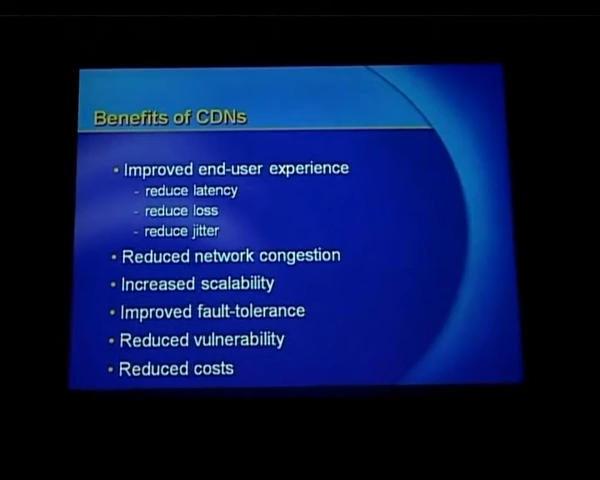 Benefits of CDNs
• Improved end-user experience
- reduce latency
- reduce loss
- reduce jitter
• Reduced network congestion
• Increased scalability
• Improved fault-tolerance
• Reduced vulnerability
• Reduced costs